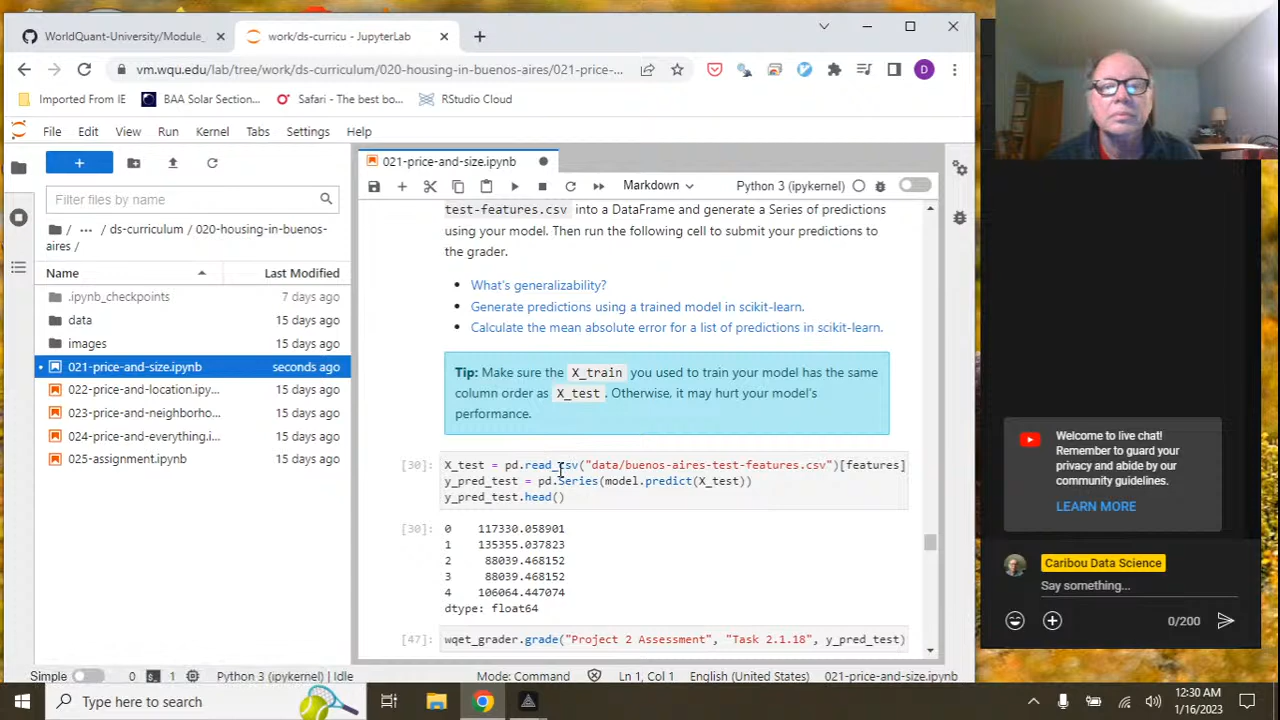 WorldQuant-University/Module_
work/ds-curricu - JupyterLab
vm.wqu.edu/lab/tree/work/ds-curriculum/020-housing-in-buenos-aires/021-price-...
D
Imported From IE
BAA Solar Section...
Safari - The best bo...
RStudio Cloud
File Edit View Run Kernel Tabs Settings Help
021-price-and-size.ipynb
Markdown
Python 3 (ipykernel)
Filter files by name
/ ... / ds-curriculum / 020-housing-in-buenos-
aires /
Name
Last Modified
.ipynb_checkpoints 7 days ago
data 15 days ago
images 15 days ago
021-price-and-size.ipynb seconds ago
022-price-and-location.ipy... 15 days ago
023-price-and-neighborho... 15 days ago
024-price-and-everything.i... 15 days ago
025-assignment.ipynb 15 days ago
test-features.csv into a DataFrame and generate a Series of predictions
using your model. Then run the following cell to submit your predictions to
the grader.
• What's generalizability?
• Generate predictions using a trained model in scikit-learn.
• Calculate the mean absolute error for a list of predictions in scikit-learn.
Tip: Make sure the X_train you used to train your model has the same
column order as X_test . Otherwise, it may hurt your model's
performance.
[30]: X_test = pd.read_csv("data/buenos-aires-test-features.csv")[features]
y_pred_test = pd.Series(model.predict(X_test))
y_pred_test.head()
[30]: 0 117330.058901
1 135355.037823
2 88039.468152
3 88039.468152
4 106064.447074
dtype: float64
[47]: wqet_grader.grade("Project 2 Assessment", "Task 2.1.18", y_pred_test)
Simple 0 1 Python 3 (ipykernel) | Idle
Mode: Command Ln 1, Col 1 English (United States) 021-price-and-size.ipynb
Welcome to live chat!
Remember to guard your
privacy and abide by our
community guidelines.
LEARN MORE
Caribou Data Science
Say something...
0/200
Type here to search
12:30 AM
1/16/2023